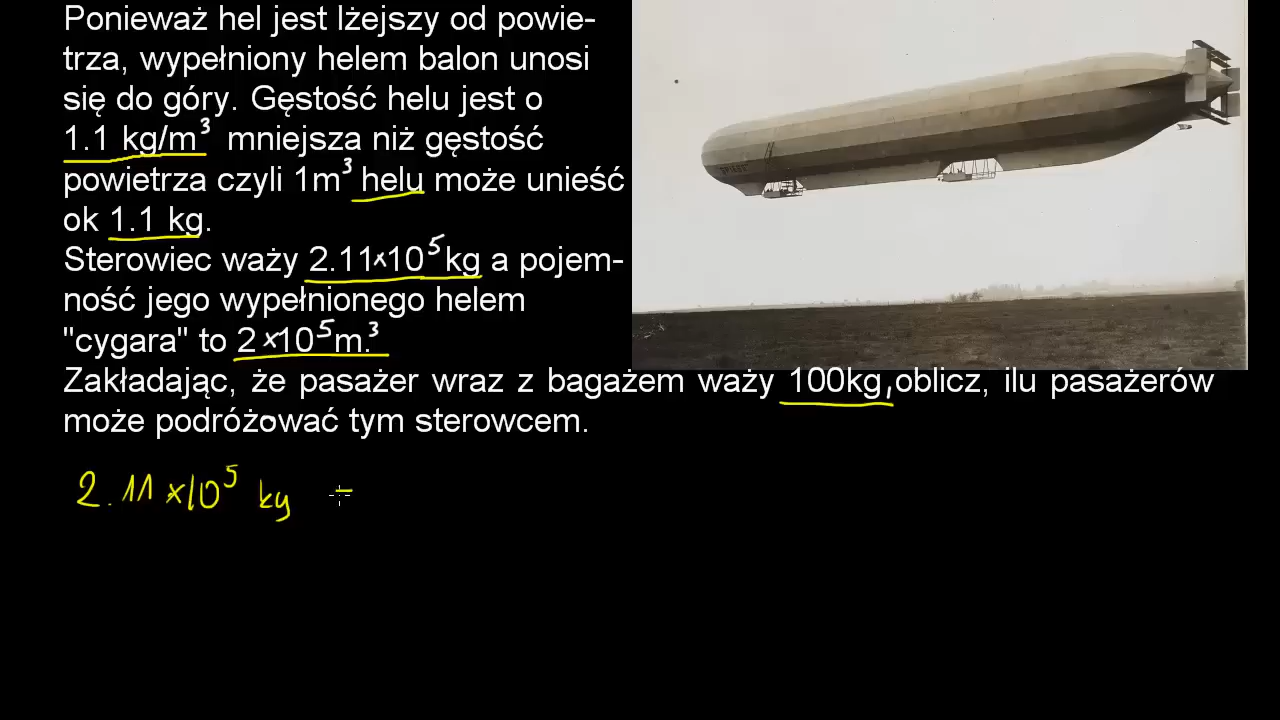 Ponieważ hel jest lżejszy od powie-
trza, wypełniony helem balon unosi
się do góry. Gęstość helu jest o
1.1 kg/m³ mniejsza niż gęstość
powietrza czyli 1m³ helu może unieść
ok 1.1 kg.
Sterowiec waży 2.11×10⁵kg a pojem-
ność jego wypełnionego helem
"cygara" to 2×10⁵m.³
Zakładając, że pasażer wraz z bagażem waży 100kg,oblicz, ilu pasażerów
może podróżować tym sterowcem.
2.11×10⁵ kg